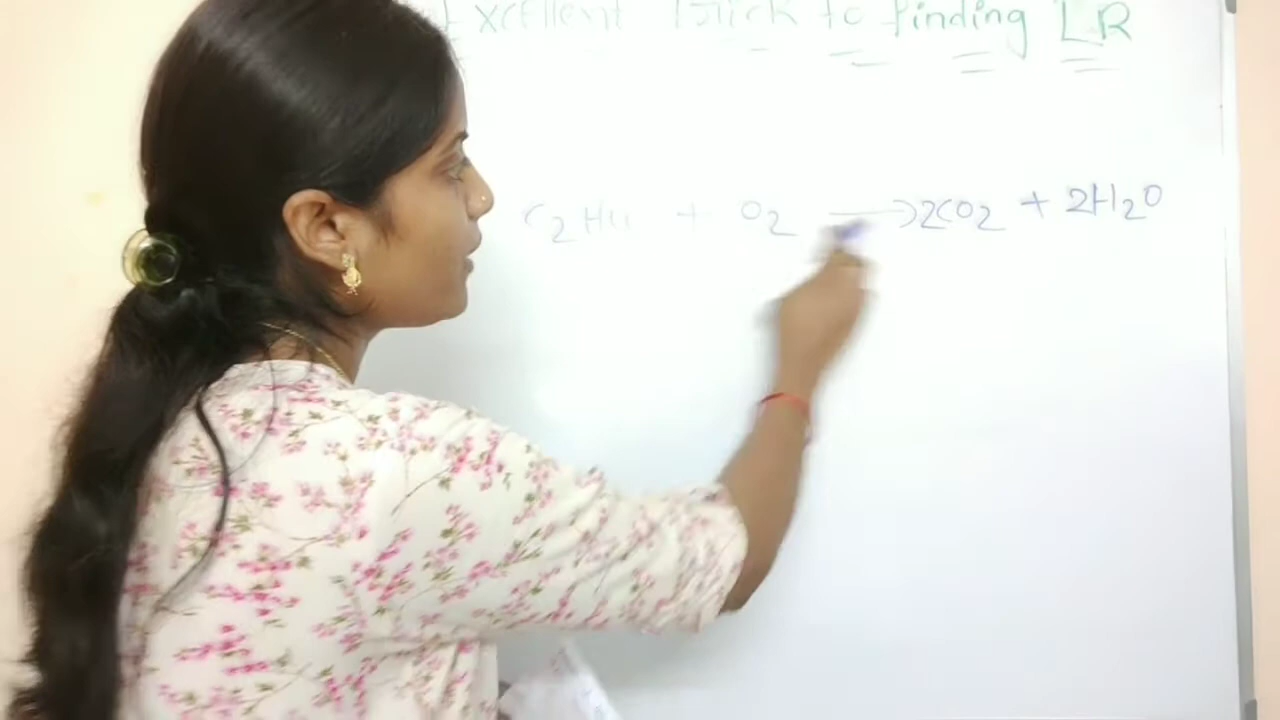 Excellent trick to finding LR
C2H4 + O2 → 2CO2 + 2H2O